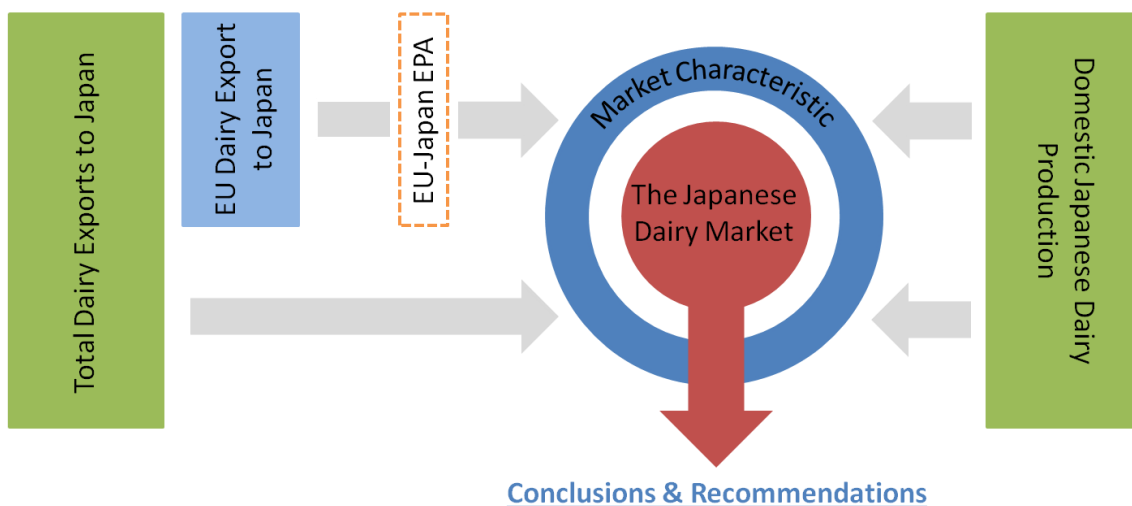 Total Dairy Exports to Japan
EU Dairy Export
to Japan
EU-Japan EPA
Market Characteristic
The Japanese
Dairy Market
Domestic Japanese Dairy
Production
Conclusions & Recommendations